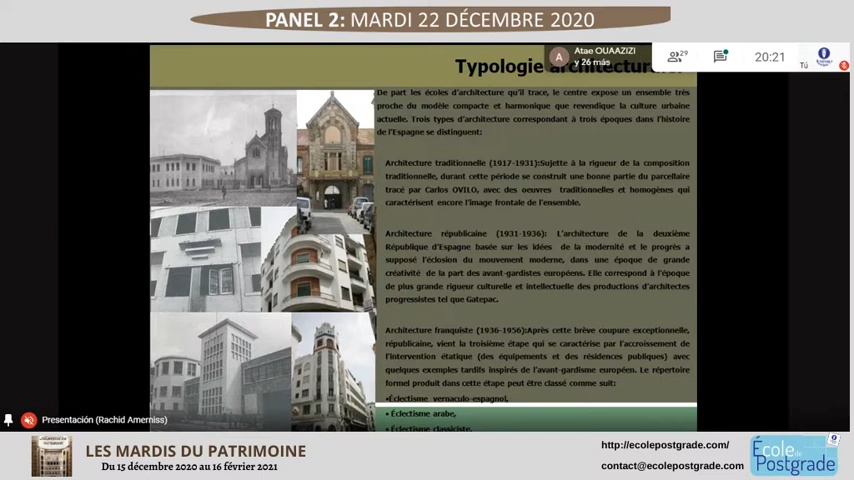 PANEL 2: MARDI 22 DÉCEMBRE 2020
A
Atae OUAAZIZI
y 26 más
29
20:21
Tú
Typologie architecturale
De part les écoles d'architecture qu'il trace, le centre expose un ensemble très
proche du modèle compacte et harmonique que revendique la culture urbaine
actuelle. Trois types d'architecture correspondant à trois époques dans l'histoire
de l'Espagne se distinguent:
Architecture traditionnelle (1917-1931):Sujette à la rigueur de la composition
traditionnelle, durant cette période se construit une bonne partie du parcellaire
tracé par Carlos OVILO, avec des oeuvres traditionnelles et homogènes qui
caractérisent encore l'image frontale de l'ensemble.
Architecture républicaine (1931-1936): L'architecture de la deuxième
République d'Espagne basée sur les idées de la modernité et le progrès a
supposé l'éclosion du mouvement moderne, dans une époque de grande
créativité de la part des avant-gardistes européens. Elle correspond à l'époque
de plus grande rigueur culturelle et intellectuelle des productions d'architectes
progressistes tel que Gatepac.
Architecture franquiste (1936-1956):Après cette brève coupure exceptionnelle,
républicaine, vient la troisième étape qui se caractérise par l'accroissement de
l'intervention étatique (des équipements et des résidences publiques) avec
quelques exemples tardifs inspirés de l'avant-gardisme européen. Le répertoire
formel produit dans cette étape peut être classé comme suit:
•Éclectisme vernaculo-espagnol,
• Éclectisme arabe,
• Éclectisme classiciste,
Presentación (Rachid Amerniss)
LES MARDIS DU PATRIMOINE
Du 15 décembre 2020 au 16 février 2021
http://ecolepostgrade.com/
contact@ecolepostgrade.com
École
de
Postgrade